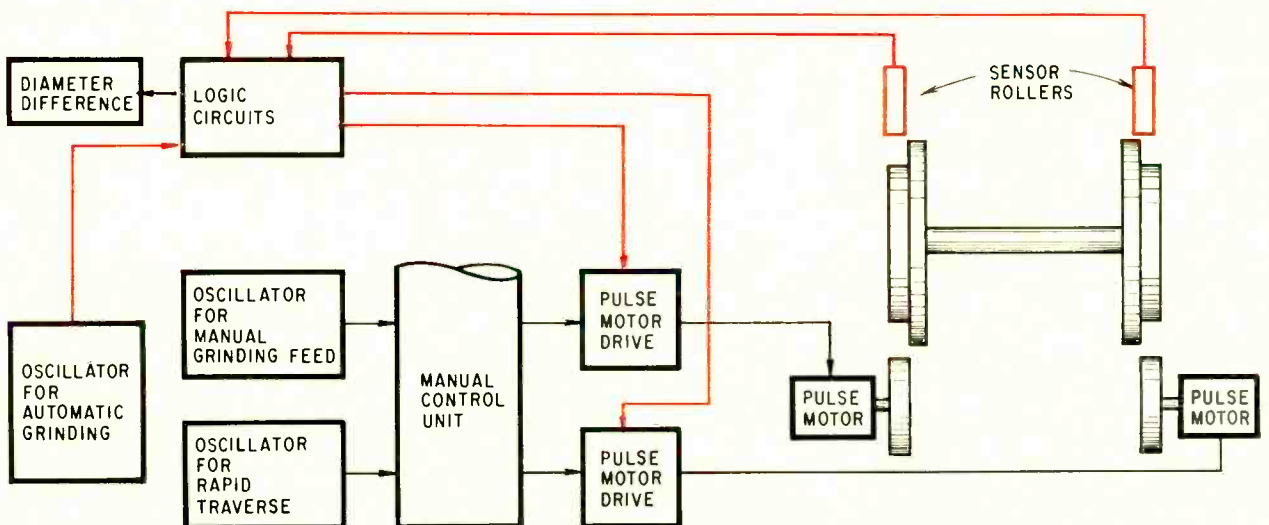 DIAMETER
DIFFERENCE
LOGIC
CIRCUITS
SENSOR
ROLLERS
OSCILLATOR
FOR
MANUAL
GRINDING FEED
PULSE
MOTOR
DRIVE
OSCILLATOR
FOR
AUTOMATIC
GRINDING
MANUAL
CONTROL
UNIT
PULSE
MOTOR
PULSE
MOTOR
OSCILLATOR
FOR
RAPID
TRAVERSE
PULSE
MOTOR
DRIVE